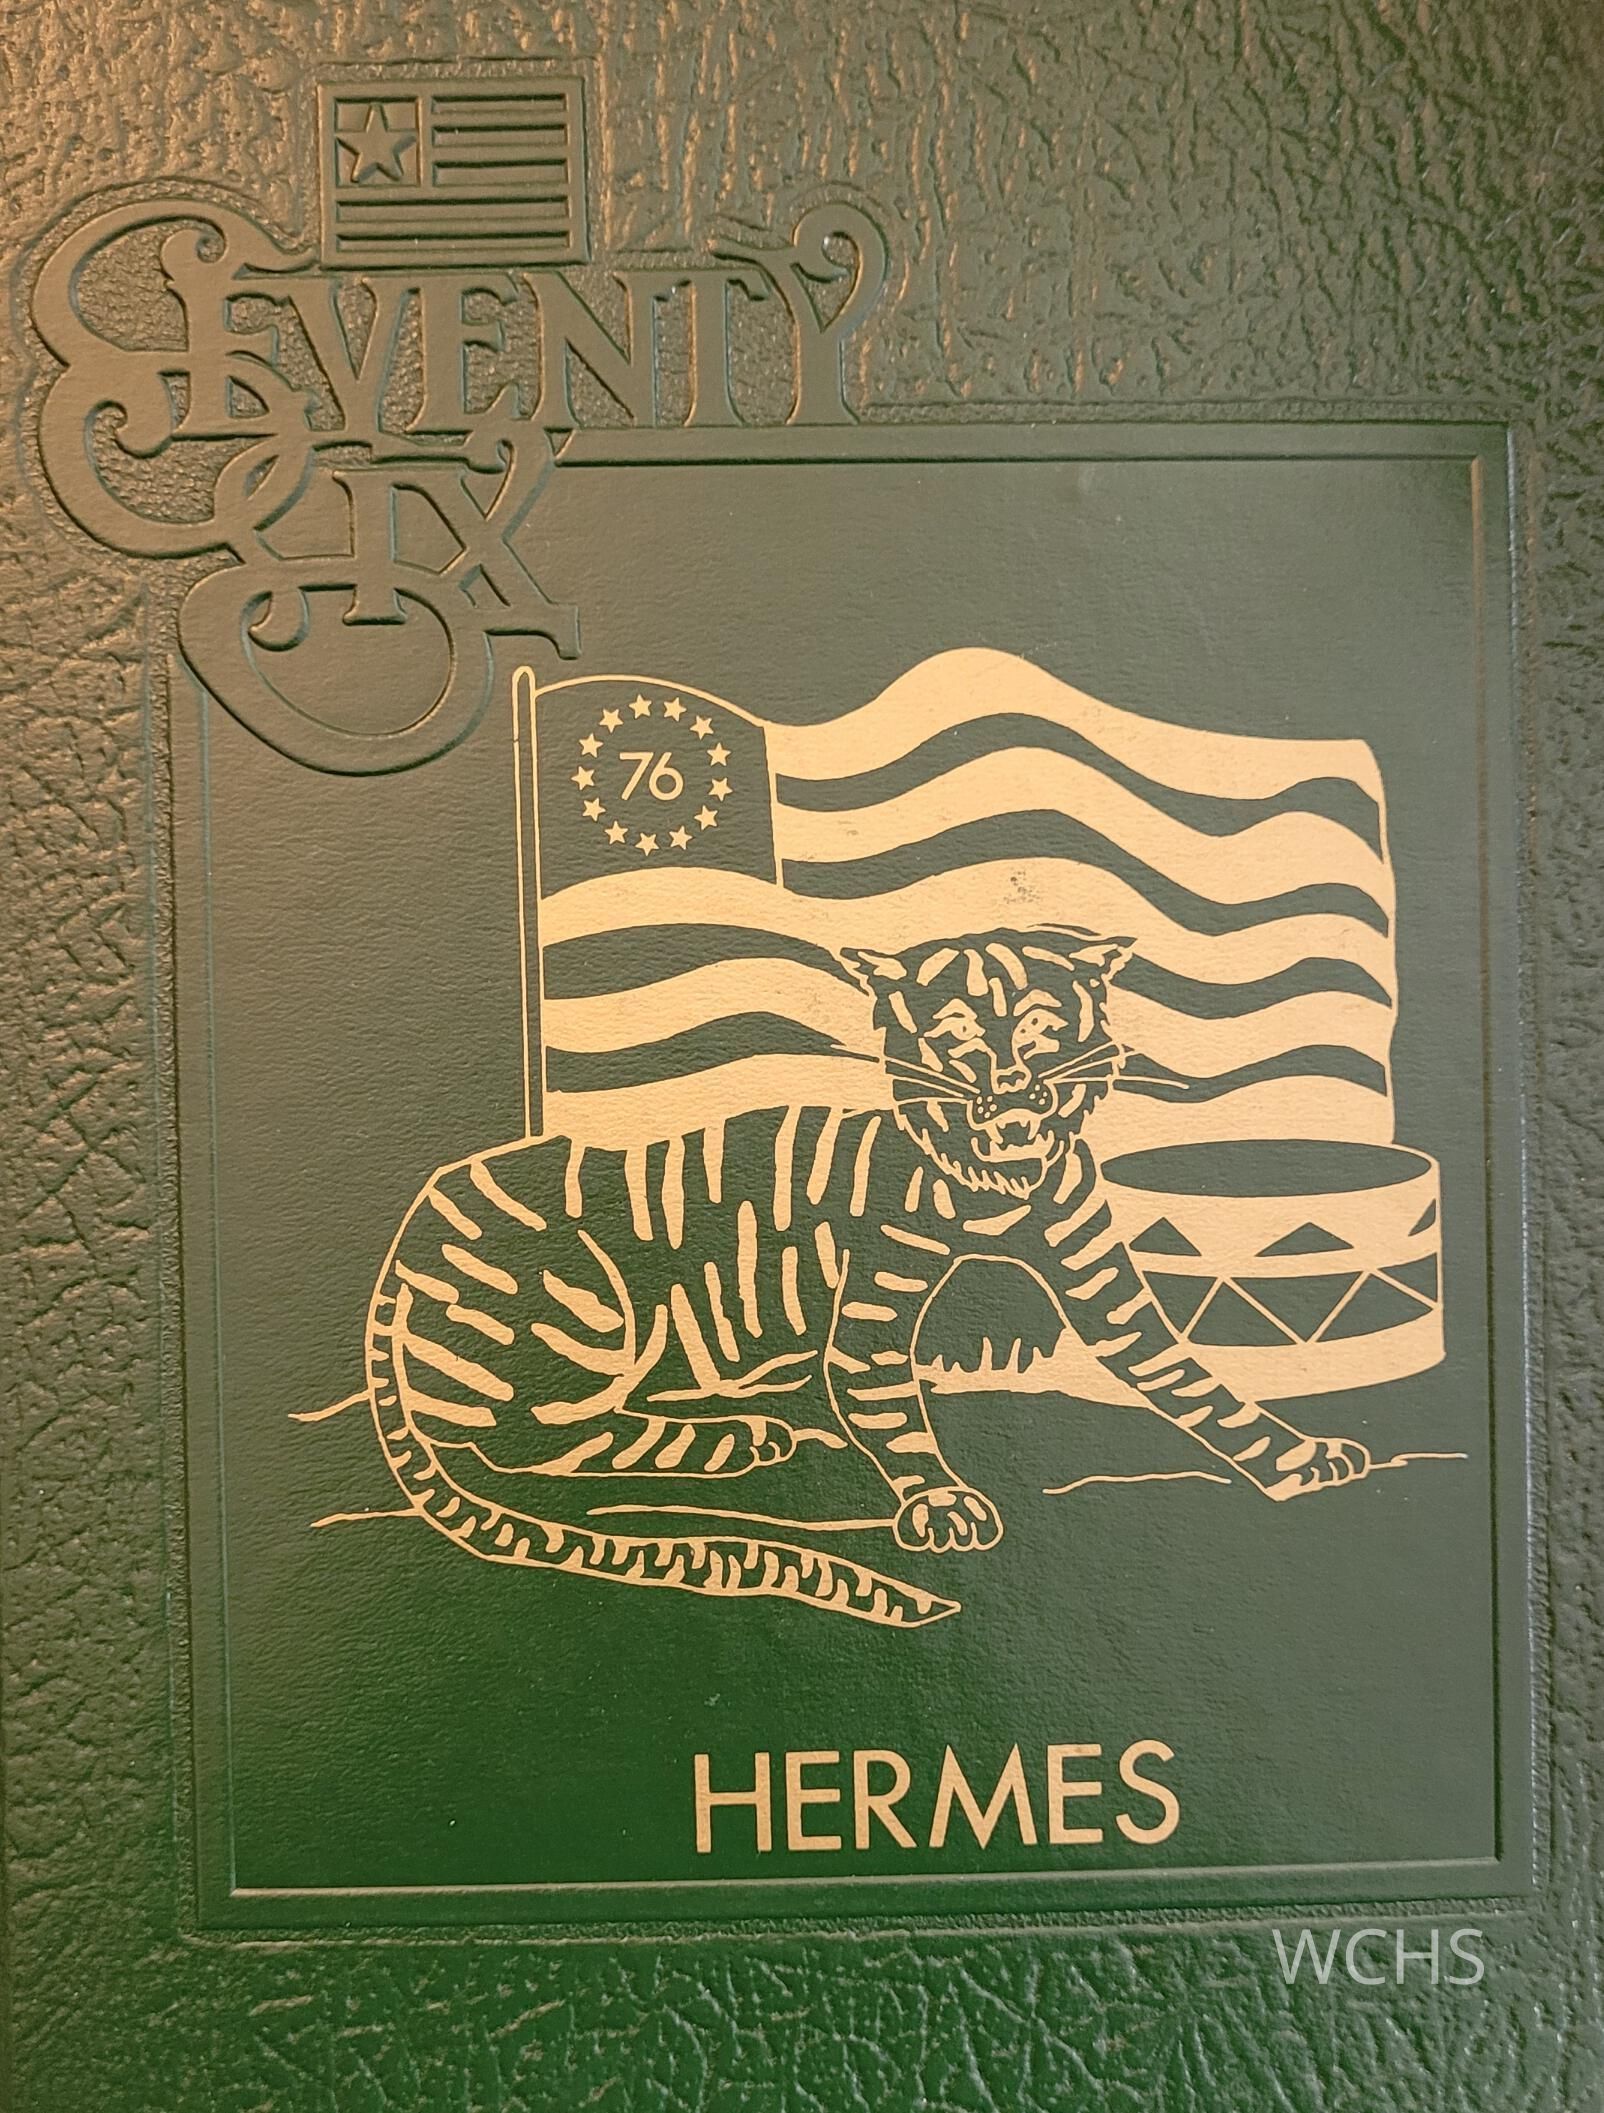 SEVENTY
SIX
76
HERMES
WCHS